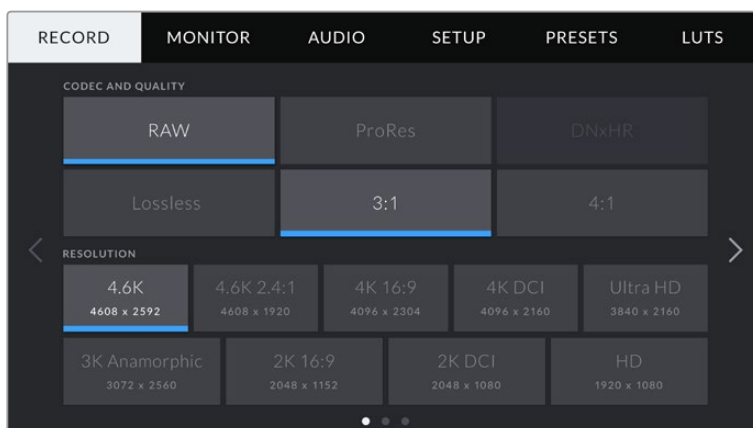 RECORD MONITOR AUDIO SETUP PRESETS LUTS
CODEC AND QUALITY
RAW ProRes DNxHR
Lossless 3:1 4:1
RESOLUTION
4.6K 4.6K 2.4:1 4K 16:9 4K DCI Ultra HD
4608 x 2592 4608 x 1920 4096 x 2304 4096 x 2160 3840 x 2160
3K Anamorphic 2K 16:9 2K DCI HD
3072 x 2560 2048 x 1152 2048 x 1080 1920 x 1080